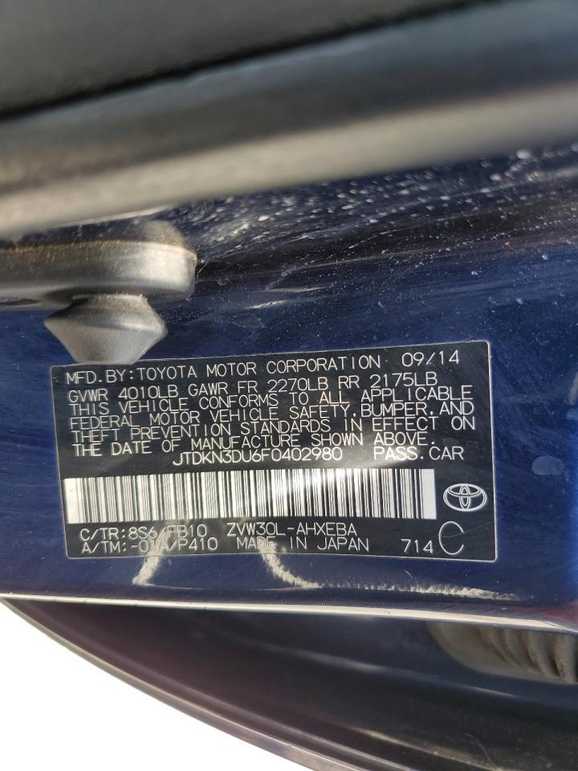 MFD. BY: TOYOTA MOTOR CORPORATION 09/14
GVWR 4010LB GAWR FR 2270LB RR 2175LB
THIS VEHICLE CONFORMS TO ALL APPLICABLE
FEDERAL MOTOR VEHICLE SAFETY, BUMPER, AND
THEFT PREVENTION STANDARDS IN EFFECT ON
THE DATE OF MANUFACTURE SHOWN ABOVE.
JTDKN3DU6F0402980 PASS. CAR
C/TR: 8S6 FB10 ZVW30L-AHXEBA
A/TM: P410 MADE IN JAPAN 714 C